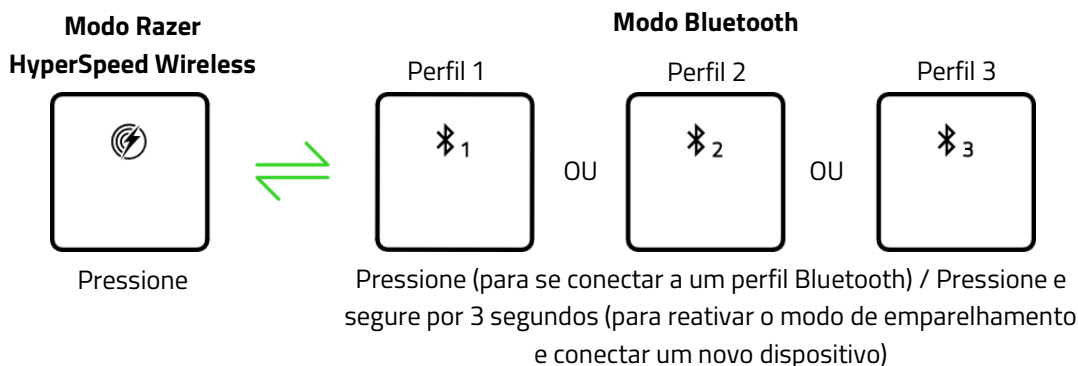 Modo Razer
HyperSpeed Wireless
Modo Bluetooth
Perfil 1
Perfil 2
Perfil 3
1
OU
2
OU
3
Pressione
Pressione (para se conectar a um perfil Bluetooth) / Pressione e
segure por 3 segundos (para reativar o modo de emparelhamento
e conectar um novo dispositivo)